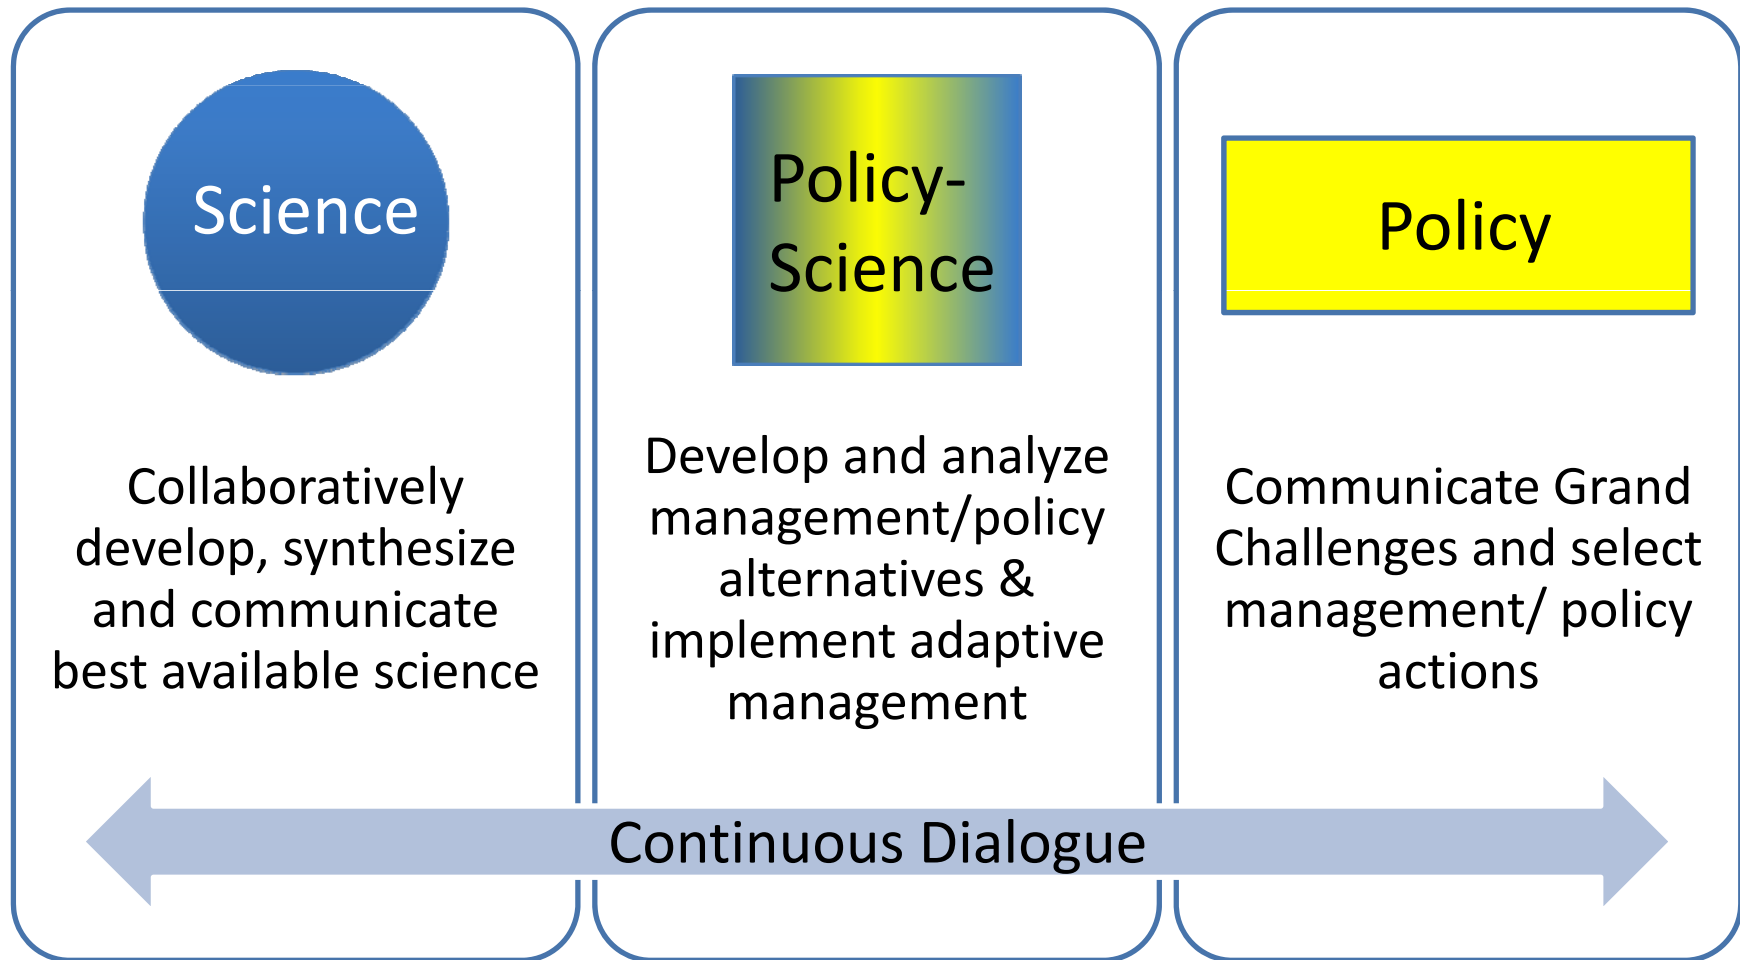 Science
Collaboratively
develop, synthesize
and communicate
best available science
Policy-
Science
Develop and analyze
management/policy
alternatives &
implement adaptive
management
Policy
Communicate Grand
Challenges and select
management/ policy
actions
Continuous Dialogue